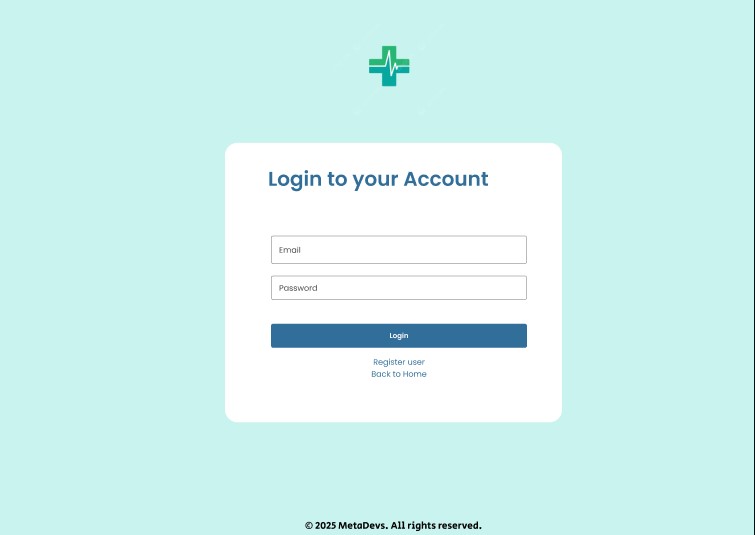 Login to your Account
Email
Password
Login
Register user
Back to Home
© 2025 MetaDevs. All rights reserved.